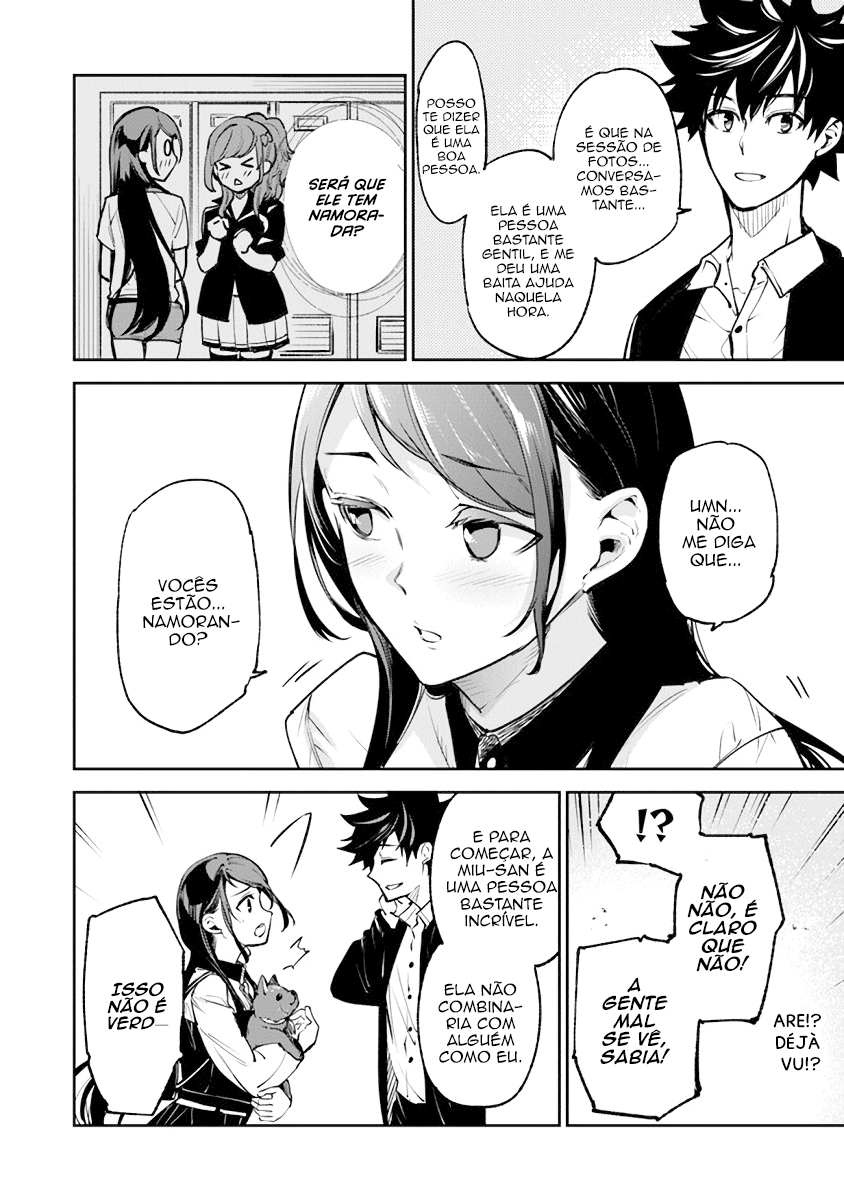 É QUE NA
SESSÃO DE
FOTOS...
CONVERSA-
MOS BAS-
TANTE...
ELA É UMA
PESSOA
BASTANTE
GENTIL, E ME
DEU UMA
BAITA AJUDA
NAQUELA
HORA.
POSSO
TE DIZER
QUE ELA
É UMA
BOA
PESSOA.
SERÁ QUE
ELE TEM
NAMORA-
DA?
UMN...
NÃO
ME DIGA
QUE...
VOCÊS
ESTÃO...
NAMORAN-
DO?
!?
NÃO
NÃO, É
CLARO QUE
NÃO!
A
GENTE
MAL
SE VÊ,
SABIA!
ARE!?
DÉJÀ
VU!?
E PARA
COMEÇAR, A
MIU-SAN É
UMA PESSOA
BASTANTE
INCRÍVEL.
ELA NÃO
COMBINA-
RIA COM
ALGUÉM
COMO EU.
ISSO
NÃO É
VERD—